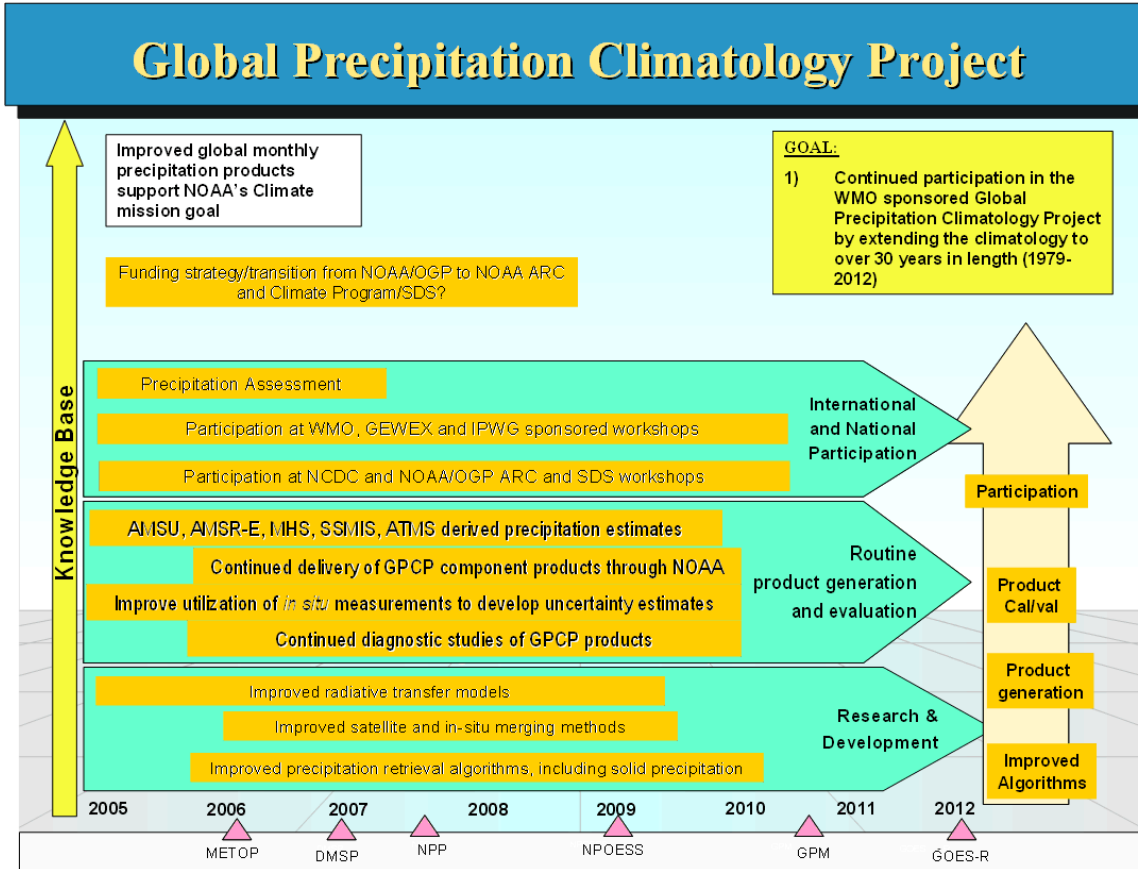 Global Precipitation Climatology Project
Improved global monthly
precipitation products
support NOAA's Climate
mission goal
GOAL:
1) Continued participation in the
WMO sponsored Global
Precipitation Climatology Project
by extending the climatology to
over 30 years in length (1979-
2012)
Funding strategy/transition from NOAA/OGP to NOAA ARC
and Climate Program/SDS?
Knowledge Base
Precipitation Assessment
Participation at WMO, GEWEX and IPWG sponsored workshops
Participation at NCDC and NOAA/OGP ARC and SDS workshops
International
and National
Participation
AMSU, AMSR-E, MHS, SSMIS, ATMS derived precipitation estimates
Continued delivery of GPCP component products through NOAA
Improve utilization of in situ measurements to develop uncertainty estimates
Continued diagnostic studies of GPCP products
Routine
product generation
and evaluation
Improved radiative transfer models
Improved satellite and in-situ merging methods
Improved precipitation retrieval algorithms, including solid precipitation
Research &
Development
Participation
Product
Cal/val
Product
generation
Improved
Algorithms
2005 2006 2007 2008 2009 2010 2011 2012
METOP DMSP NPP NPOESS GPM GOES-R